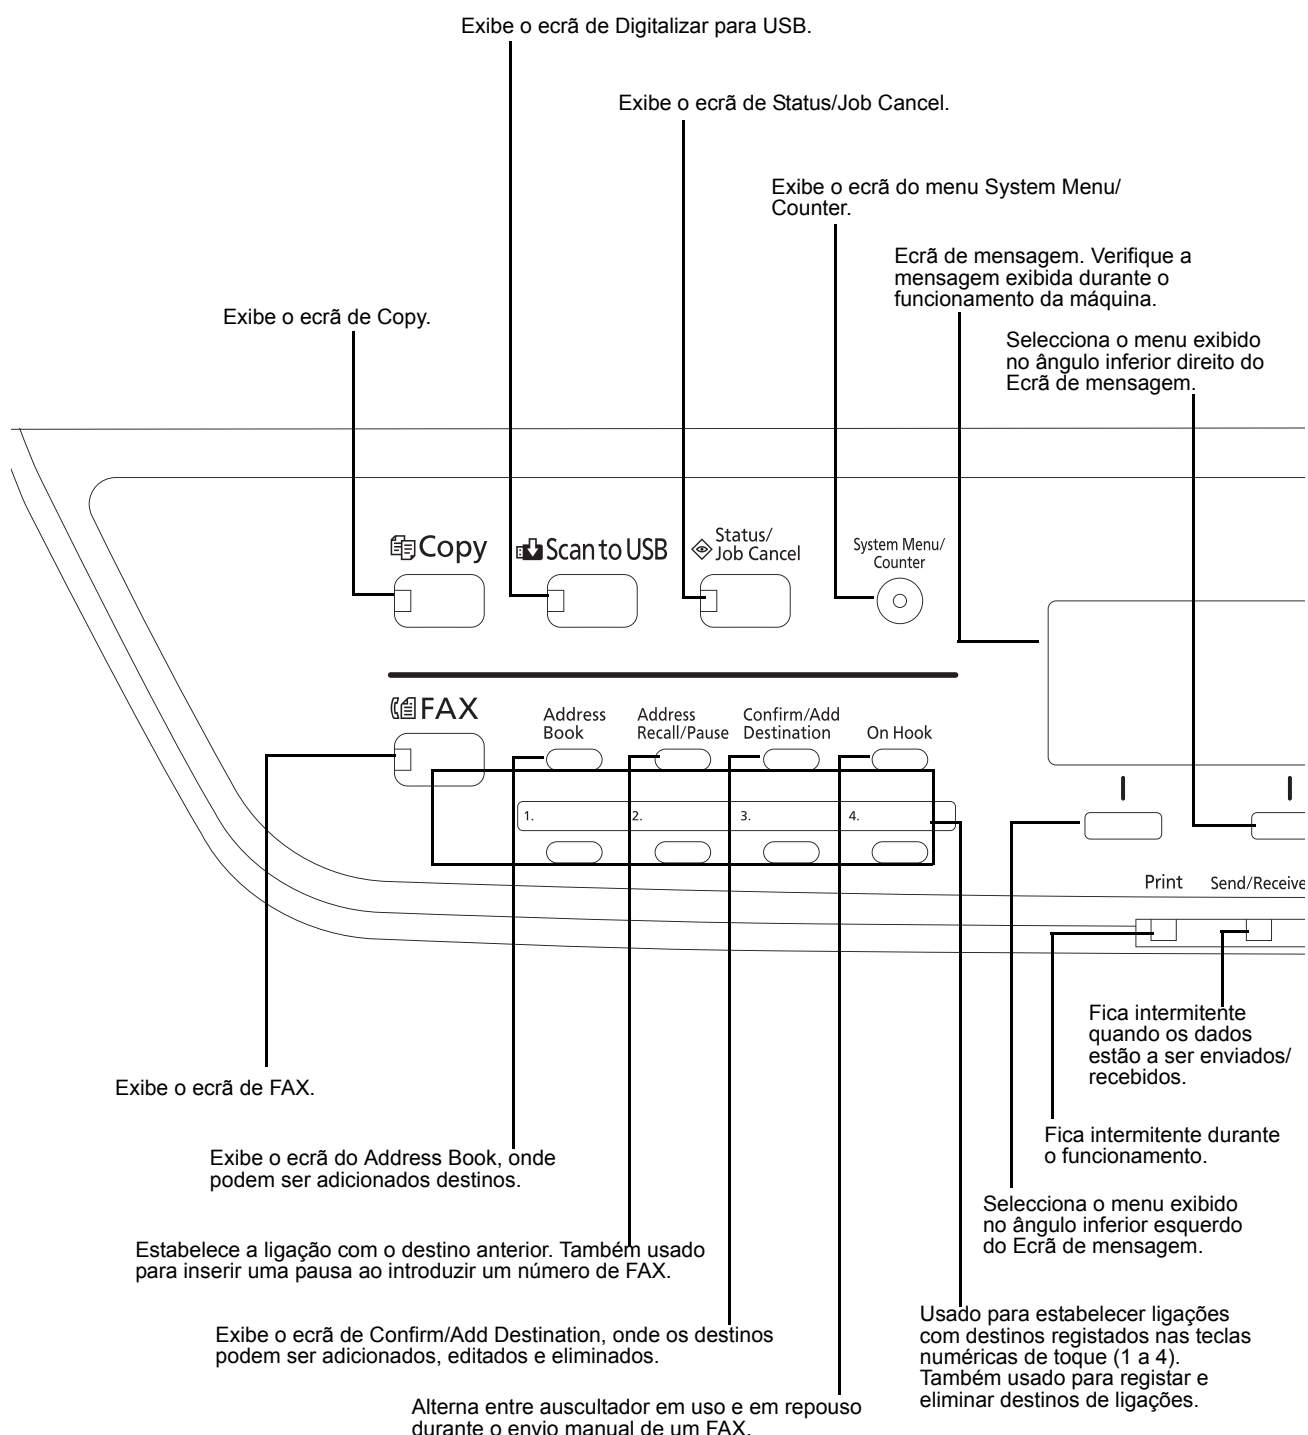 Exibe o ecrã de Digitalizar para USB.
Exibe o ecrã de Status/Job Cancel.
Exibe o ecrã do menu System Menu/
Counter.
Ecrã de mensagem. Verifique a
mensagem exibida durante o
funcionamento da máquina.
Exibe o ecrã de Copy.
Selecciona o menu exibido
no ângulo inferior direito do
Ecrã de mensagem.
Copy
Scan to USB
Status/
Job Cancel
System Menu/
Counter
FAX
Address
Book
Address
Recall/Pause
Confirm/Add
Destination
On Hook
1.
2.
3.
4.
Print
Send/Receive
Fica intermitente
quando os dados
estão a ser enviados/
recebidos.
Exibe o ecrã de FAX.
Fica intermitente durante
o funcionamento.
Exibe o ecrã do Address Book, onde
podem ser adicionados destinos.
Selecciona o menu exibido
no ângulo inferior esquerdo
do Ecrã de mensagem.
Estabelece a ligação com o destino anterior. Também usado
para inserir uma pausa ao introduzir um número de FAX.
Usado para estabelecer ligações
com destinos registados nas teclas
numéricas de toque (1 a 4).
Também usado para registar e
eliminar destinos de ligações.
Exibe o ecrã de Confirm/Add Destination, onde os destinos
podem ser adicionados, editados e eliminados.
Alterna entre auscultador em uso e em repouso
durante o envio manual de um FAX.